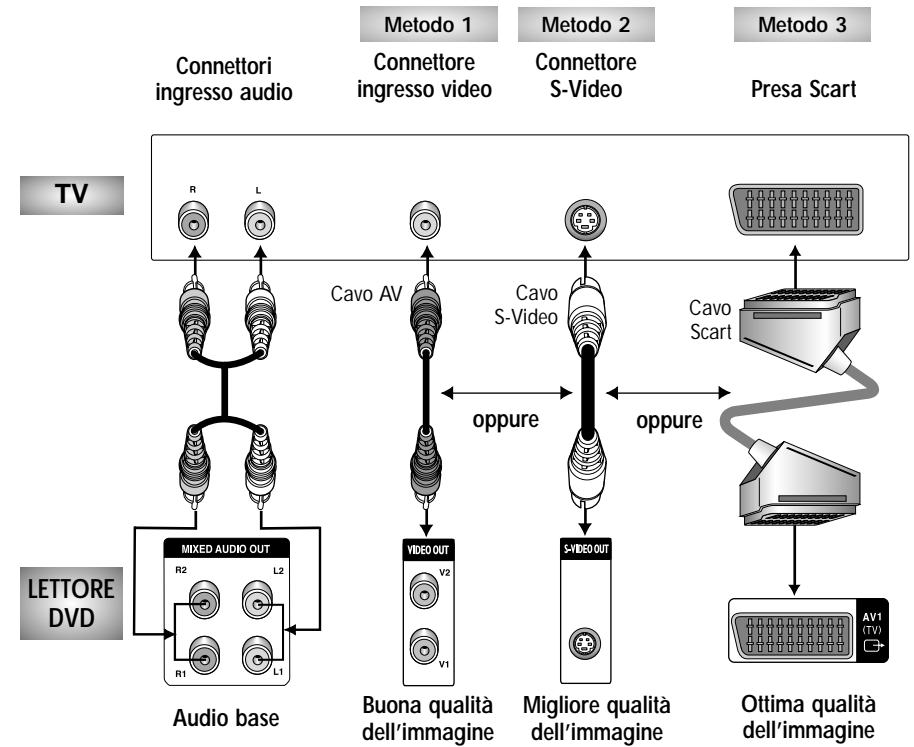 Metodo 1
Metodo 2
Metodo 3
Connettori
ingresso audio
Connettore
ingresso video
Connettore
S-Video
Presa Scart
TV
R
L
Cavo AV
Cavo
S-Video
Cavo
Scart
oppure
oppure
LETTORE
DVD
MIXED AUDIO OUT
R2
L2
R1
L1
VIDEO OUT
V2
V1
S-VIDEO OUT
AV1
(TV)
Audio base
Buona qualità
dell'immagine
Migliore qualità
dell'immagine
Ottima qualità
dell'immagine